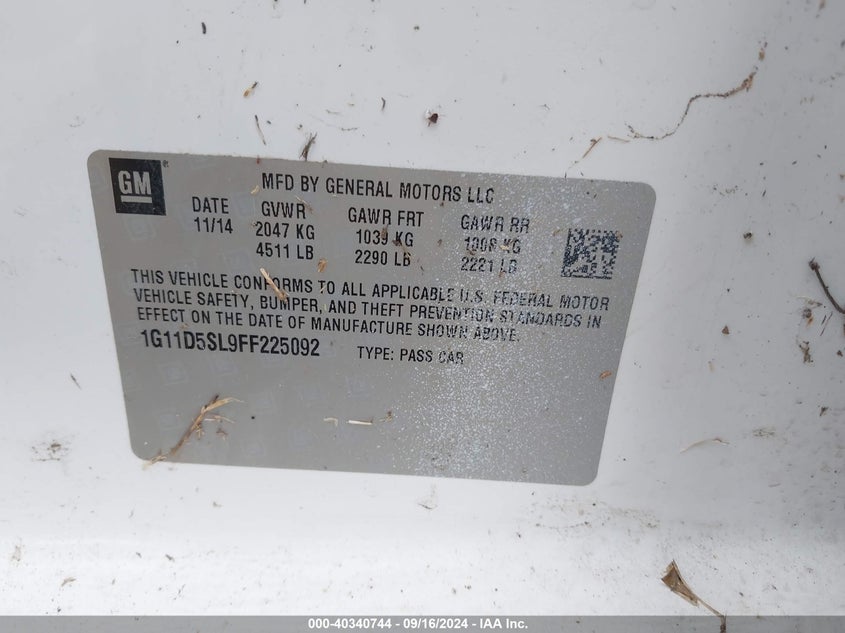 GM
MFD BY GENERAL MOTORS LLC
DATE GVWR GAWR FRT GAWR RR
11/14 2047 KG 1039 KG 1008 KG
4511 LB 2290 LB 2221 LB
THIS VEHICLE CONFORMS TO ALL APPLICABLE U.S. FEDERAL MOTOR
VEHICLE SAFETY, BUMPER, AND THEFT PREVENTION STANDARDS IN
EFFECT ON THE DATE OF MANUFACTURE SHOWN ABOVE.
1G11D5SL9FF225092 TYPE: PASS CAR
000-40340744 / 09/16/2024 - IAA Inc.